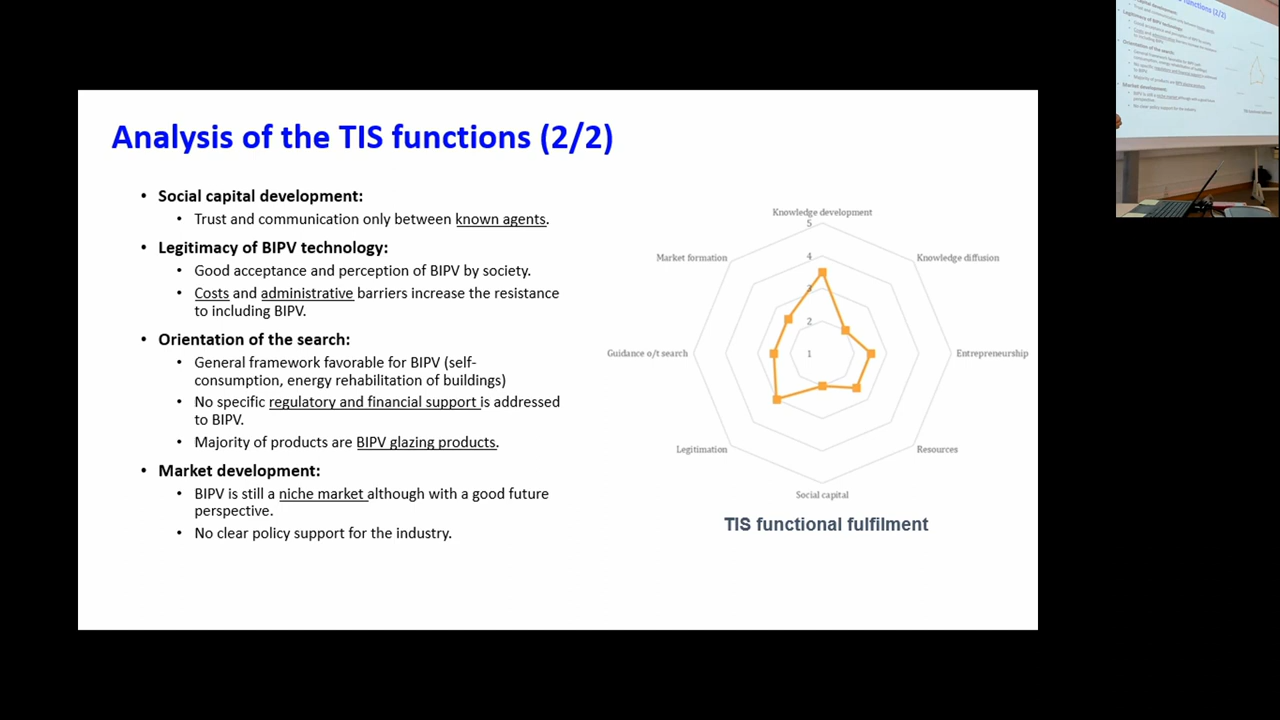 Analysis of the TIS functions (2/2)
• Social capital development:
• Trust and communication only between known agents.
• Legitimacy of BIPV technology:
• Good acceptance and perception of BIPV by society.
• Costs and administrative barriers increase the resistance
to including BIPV.
• Orientation of the search:
• General framework favorable for BIPV (self-
consumption, energy rehabilitation of buildings)
• No specific regulatory and financial support is addressed
to BIPV.
• Majority of products are BIPV glazing products.
• Market development:
• BIPV is still a niche market although with a good future
perspective.
• No clear policy support for the industry.
Knowledge development
5
Market formation
4
Knowledge diffusion
3
2
Guidance o/t search
1
Entrepreneurship
Legitimation
Resources
Social capital
TIS functional fulfilment